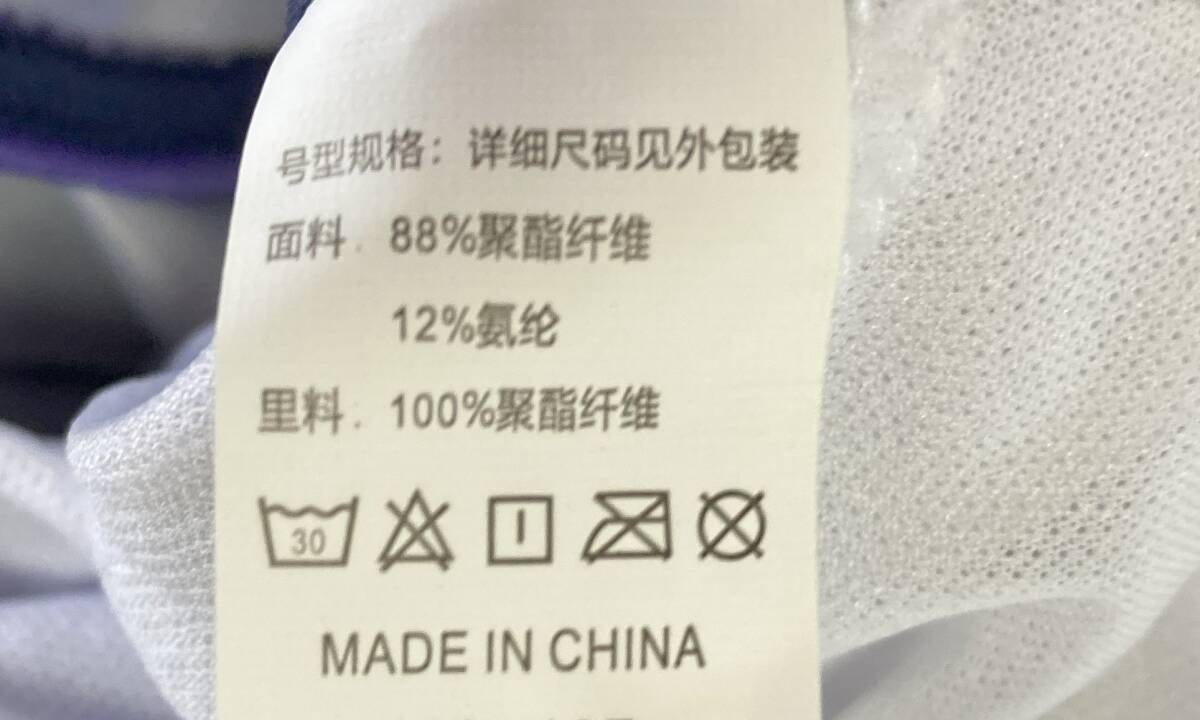 号型规格：详细尺码见外包装
面料：88%聚酯纤维
12%氨纶
里料：100%聚酯纤维
30
MADE IN CHINA